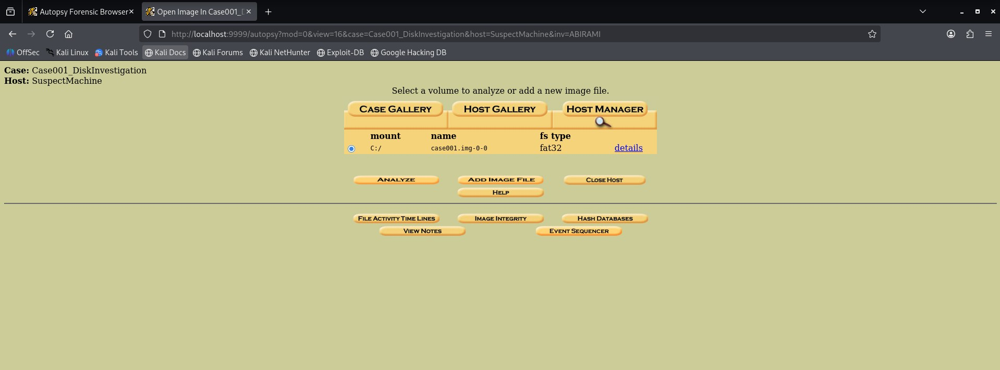 Autopsy Forensic Browser
Open Image In Case001_D
http://localhost:9999/autopsy?mod=0&view=16&case=Case001_DiskInvestigation&host=SuspectMachine&inv=ABIRAMI
OffSec Kali Linux Kali Tools Kali Docs Kali Forums Kali NetHunter Exploit-DB Google Hacking DB
Case: Case001_DiskInvestigation
Host: SuspectMachine
Select a volume to analyze or add a new image file.
CASE GALLERY HOST GALLERY HOST MANAGER
mount name fs type
C:/ case001.img-0-0 fat32 details
ANALYZE ADD IMAGE FILE CLOSE HOST
HELP
FILE ACTIVITY TIME LINES IMAGE INTEGRITY HASH DATABASES
VIEW NOTES EVENT SEQUENCER